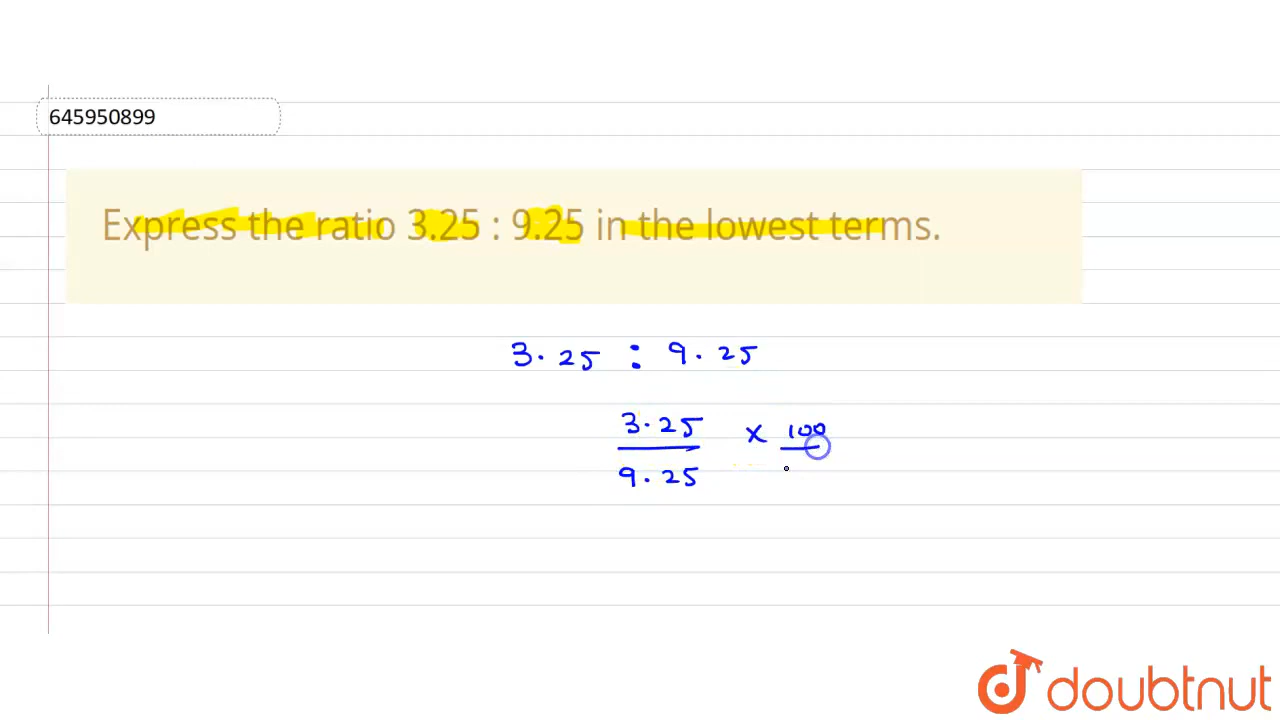 645950899
Express the ratio 3.25 : 9.25 in the lowest terms.
3.25 : 9.25
3.25 × 100
9.25
doubtnut